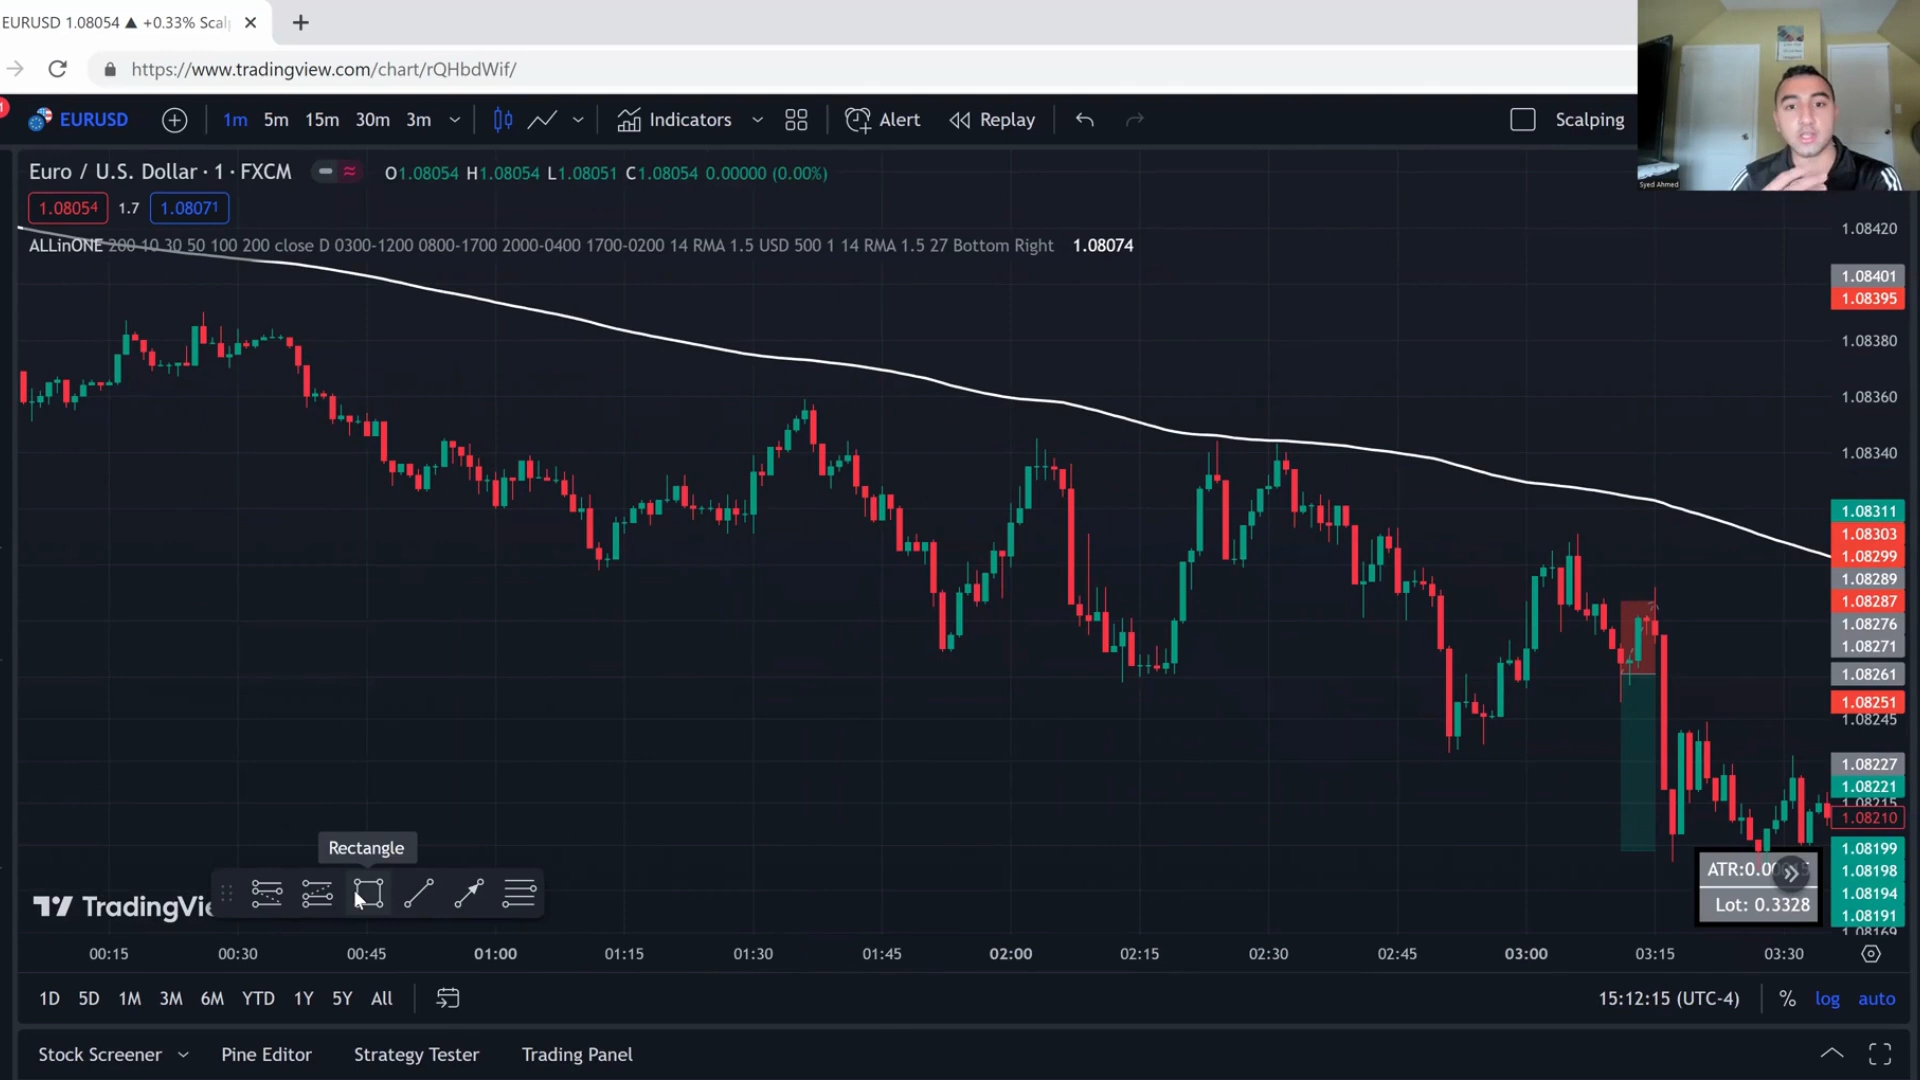 EURUSD 1.08054 ▲ +0.33% Scal
https://www.tradingview.com/chart/rQHbdWif/
EURUSD 1m 5m 15m 30m 3m Indicators Alert Replay Scalping
Syed Ahmed
Euro / U.S. Dollar · 1 · FXCM O1.08054 H1.08054 L1.08051 C1.08054 0.00000 (0.00%)
1.08054 1.7 1.08071
ALLinONE 200 10 30 50 100 200 close D 0300-1200 0800-1700 2000-0400 1700-0200 14 RMA 1.5 USD 500 1 14 RMA 1.5 27 Bottom Right 1.08074
1.08420
1.08401
1.08395
1.08380
1.08360
1.08340
1.08311
1.08303
1.08299
1.08289
1.08287
1.08276
1.08271
1.08261
1.08251
1.08245
1.08227
1.08221
1.08215
1.08210
1.08199
1.08198
1.08194
1.08191
1.08169
Rectangle
TradingVie
ATR:0.00
Lot: 0.3328
00:15 00:30 00:45 01:00 01:15 01:30 01:45 02:00 02:15 02:30 02:45 03:00 03:15 03:30
1D 5D 1M 3M 6M YTD 1Y 5Y All 15:12:15 (UTC-4) % log auto
Stock Screener Pine Editor Strategy Tester Trading Panel